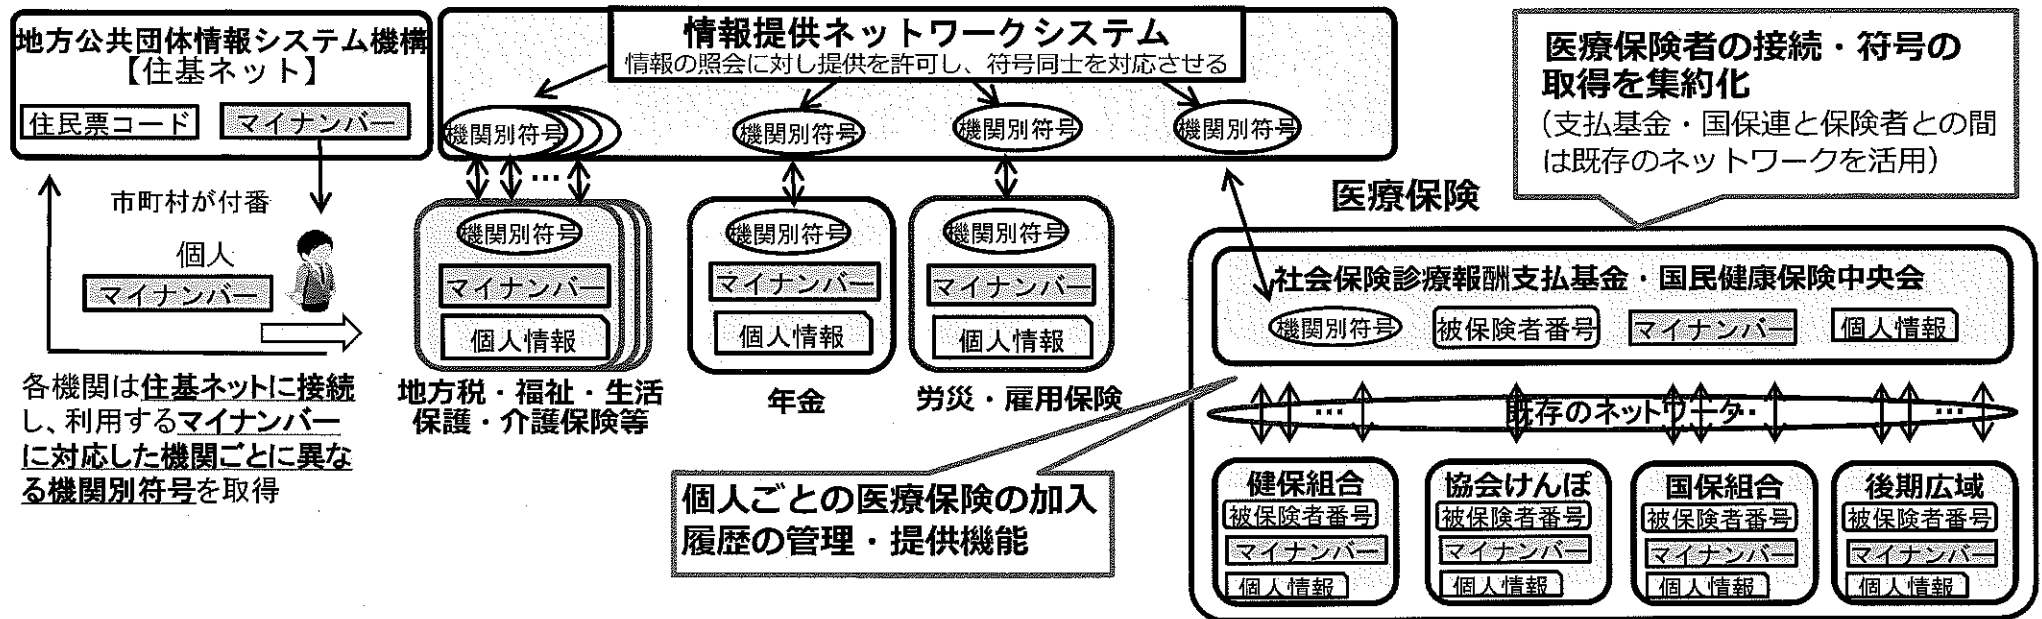 地方公共団体情報システム機構
【住基ネット】
住民票コード
マイナンバー
市町村が付番
個人
マイナンバー
各機関は住基ネットに接続
し、利用するマイナンバー
に対応した機関ごとに異な
る機関別符号を取得
情報提供ネットワークシステム
情報の照会に対し提供を許可し、符号同士を対応させる
機関別符号
機関別符号
機関別符号
機関別符号
…
機関別符号
マイナンバー
個人情報
地方税・福祉・生活
保護・介護保険等
機関別符号
マイナンバー
個人情報
年金
機関別符号
マイナンバー
個人情報
労災・雇用保険
医療保険者の接続・符号の
取得を集約化
（支払基金・国保連と保険者との間
は既存のネットワークを活用）
医療保険
社会保険診療報酬支払基金・国民健康保険中央会
機関別符号
被保険者番号
マイナンバー
個人情報
… 既存のネットワーク… …
個人ごとの医療保険の加入
履歴の管理・提供機能
健保組合
被保険者番号
マイナンバー
個人情報
協会けんぽ
被保険者番号
マイナンバー
個人情報
国保組合
被保険者番号
マイナンバー
個人情報
後期広域
被保険者番号
マイナンバー
個人情報